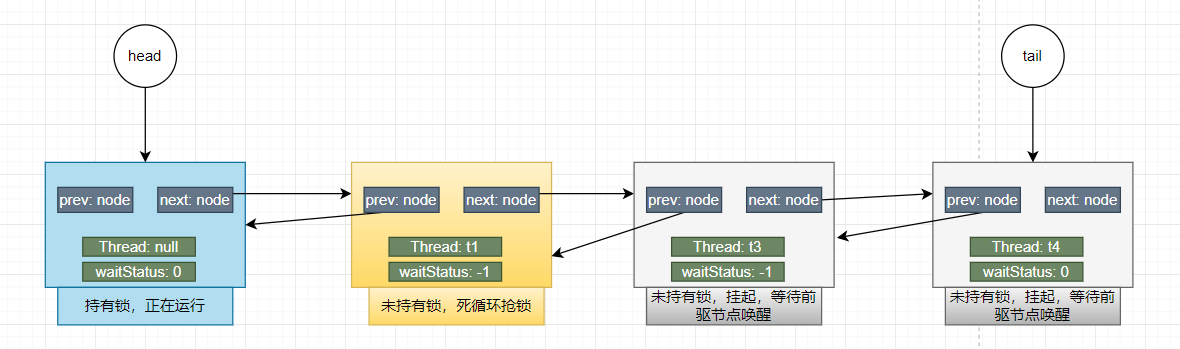 head
tail
prev: node
next: node
prev: node
next: node
prev: node
next: node
prev: node
next: node
Thread: null
Thread: t1
Thread: t3
Thread: t4
waitStatus: 0
waitStatus: -1
waitStatus: -1
waitStatus: 0
持有锁，正在运行
未持有锁，死循环抢锁
未持有锁，挂起，等待前
驱节点唤醒
未持有锁，挂起，等待前
驱节点唤醒